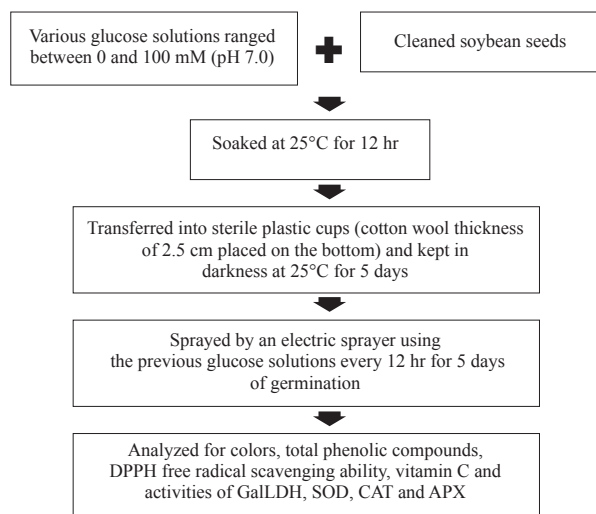 Various glucose solutions ranged
between 0 and 100 mM (pH 7.0)
Cleaned soybean seeds
Soaked at 25°C for 12 hr
Transferred into sterile plastic cups (cotton wool thickness
of 2.5 cm placed on the bottom) and kept in
darkness at 25°C for 5 days
Sprayed by an electric sprayer using
the previous glucose solutions every 12 hr for 5 days
of germination
Analyzed for colors, total phenolic compounds,
DPPH free radical scavenging ability, vitamin C and
activities of GalLDH, SOD, CAT and APX